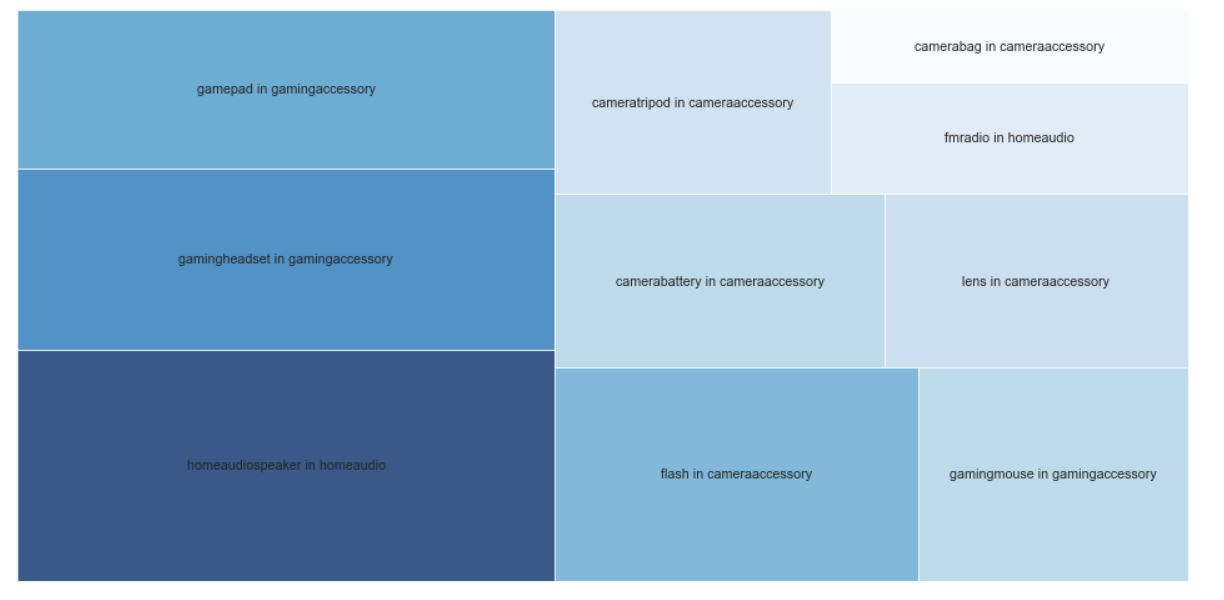 gamepad in gamingaccessory
gamingheadset in gamingaccessory
homeaudiospeaker in homeaudio
cameratripod in cameraaccessory
camerabag in cameraaccessory
fmradio in homeaudio
camerabattery in cameraaccessory
lens in cameraaccessory
flash in cameraaccessory
gamingmouse in gamingaccessory